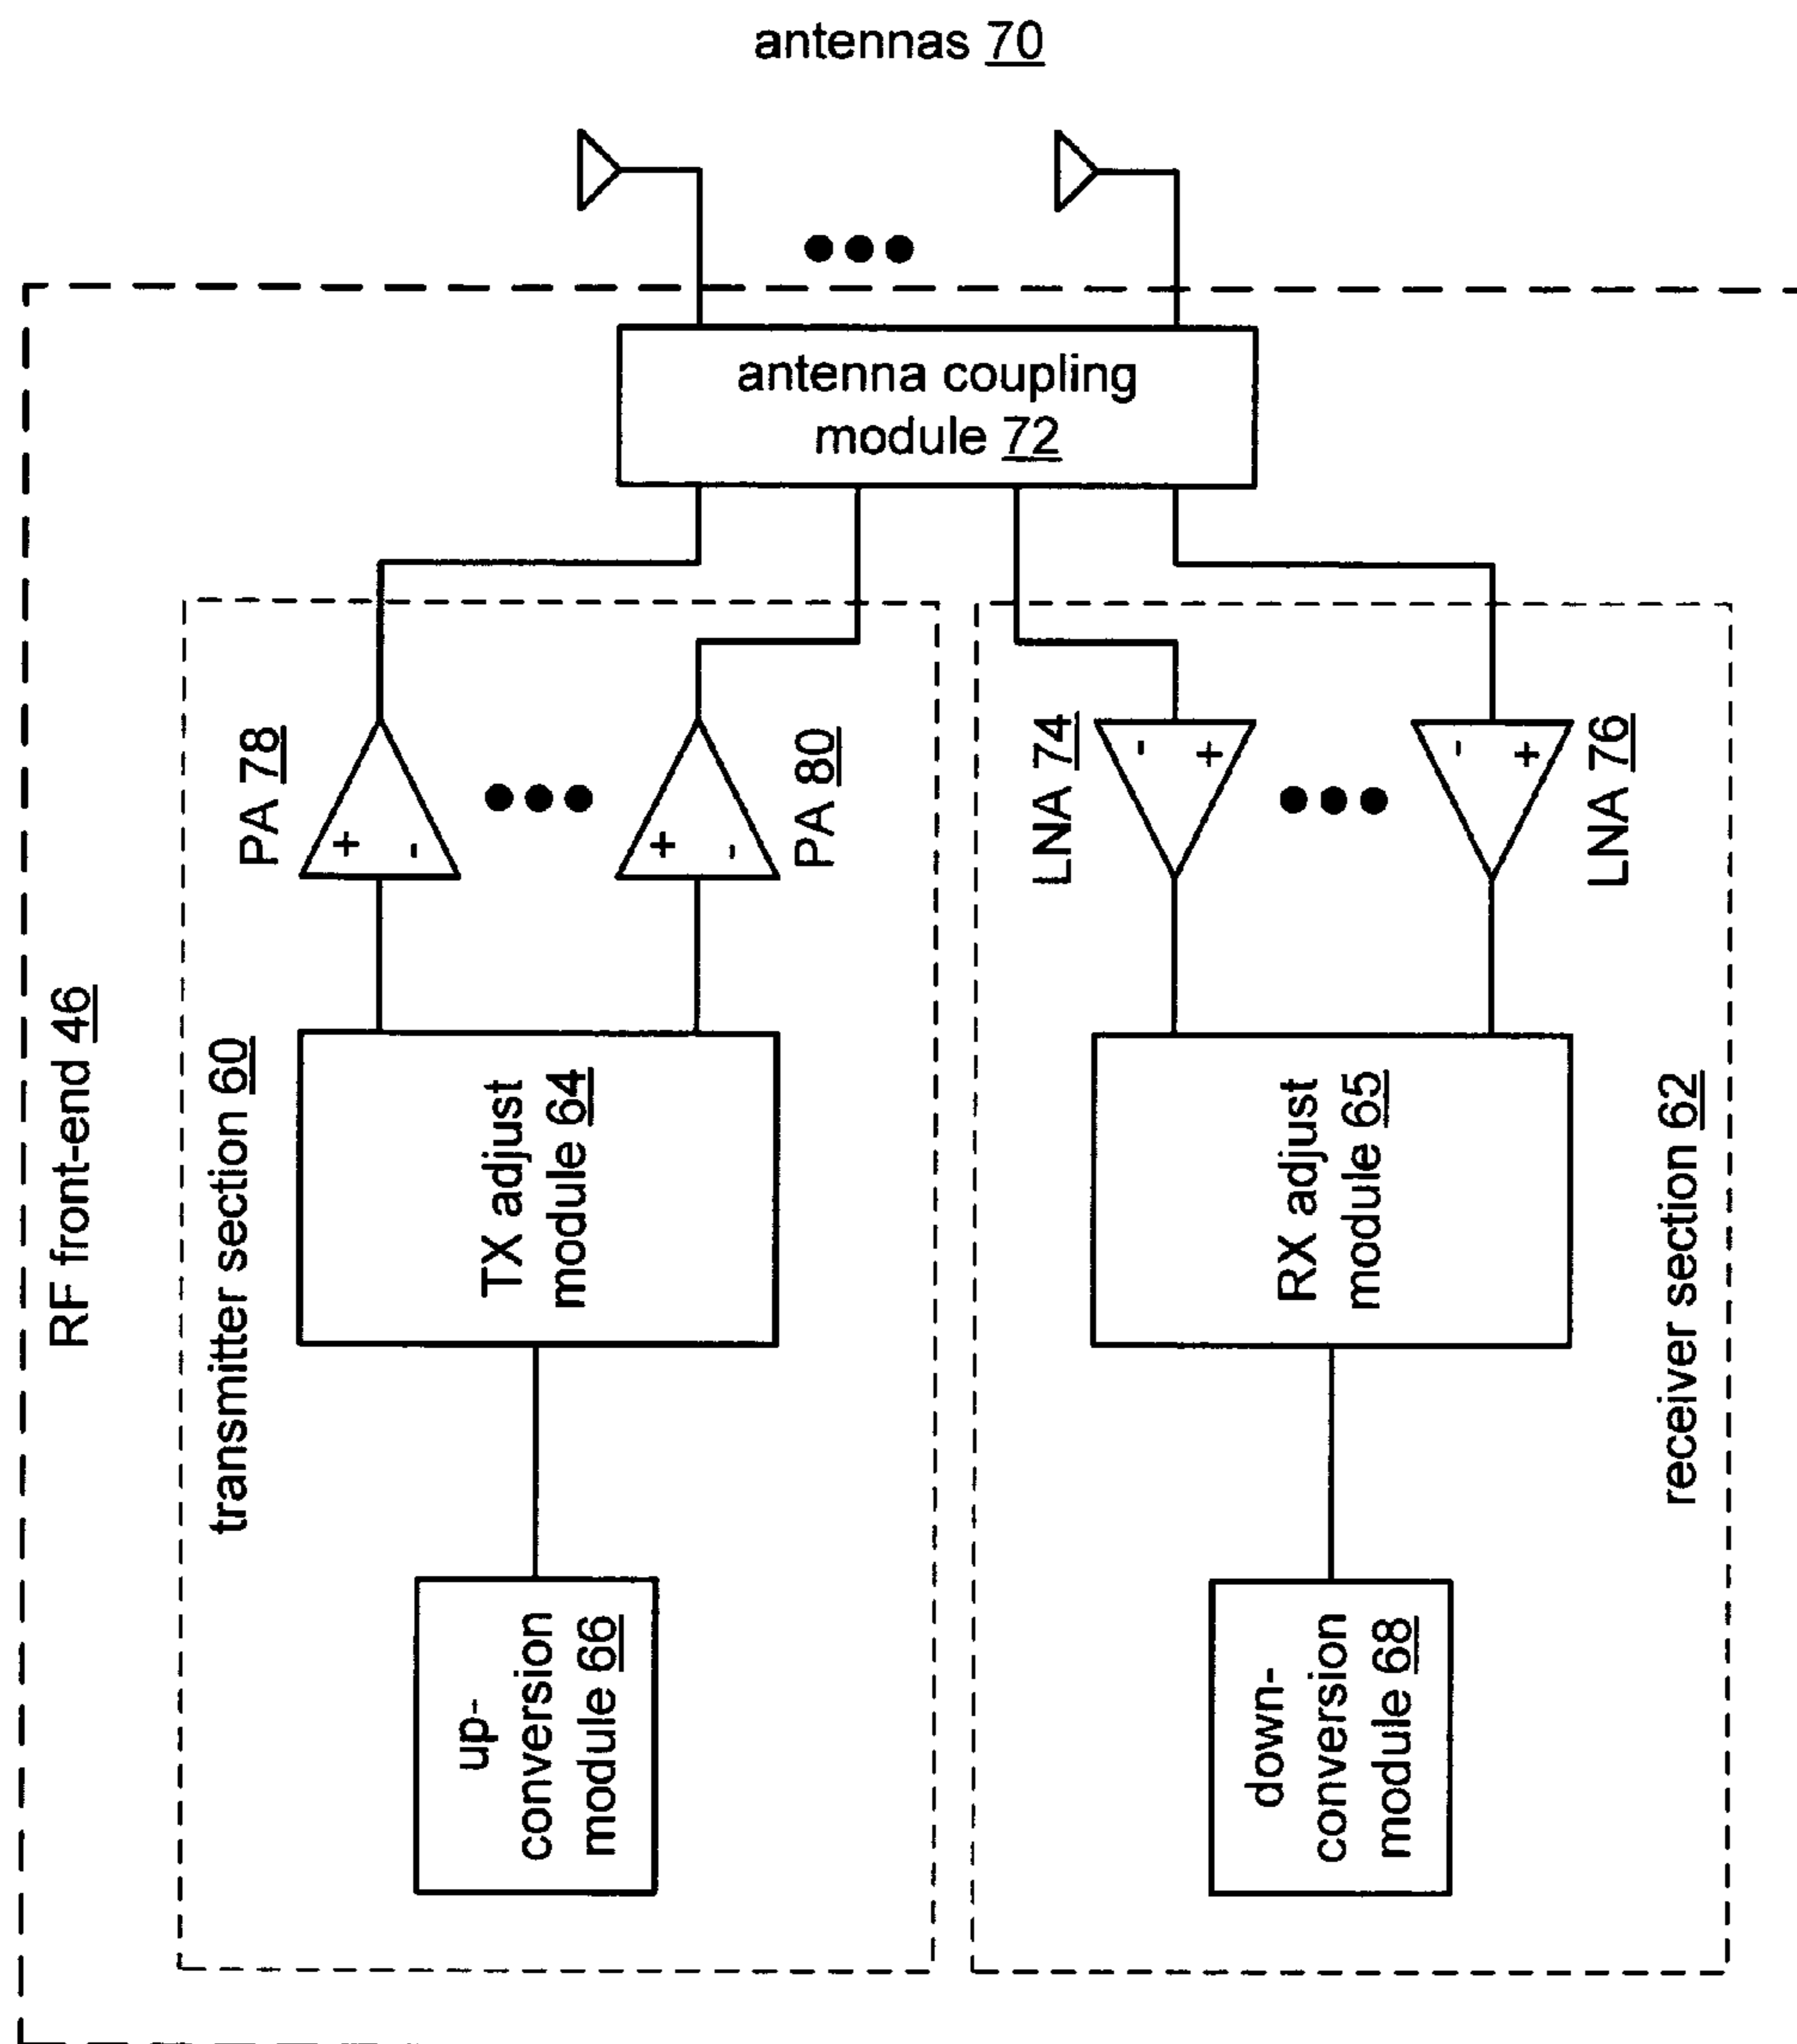 antennas 70
antenna coupling
module 72
RF front-end 46
transmitter section 60
PA 78
+
-
PA 80
+
-
TX adjust
module 64
up-
conversion
module 66
LNA 74
-
+
LNA 76
-
+
RX adjust
module 65
down-
conversion
module 68
receiver section 62